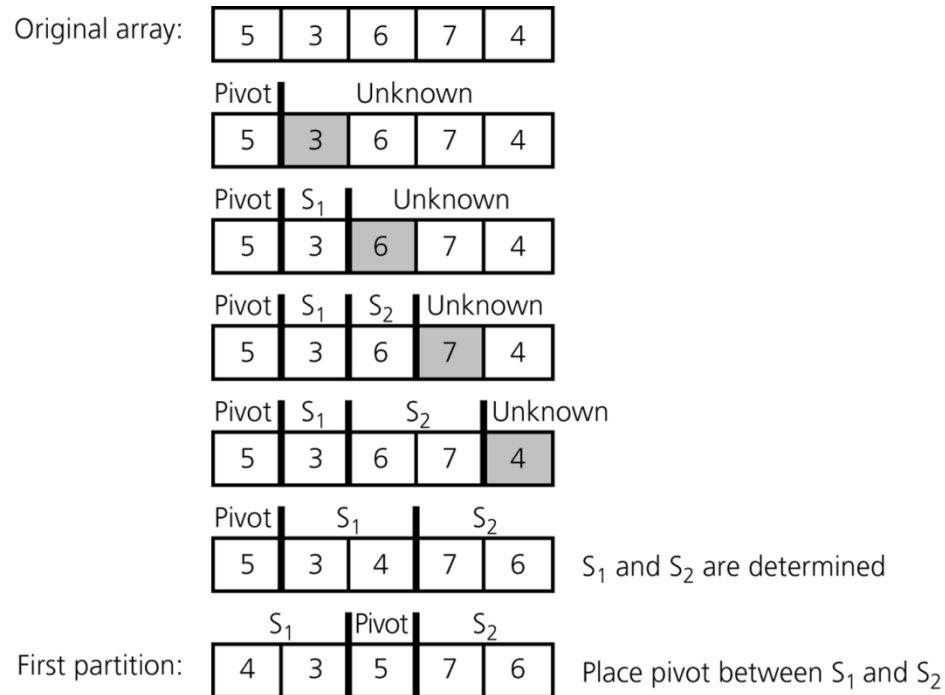 Original array: 5 3 6 7 4
Pivot Unknown
5 3 6 7 4
Pivot S₁ Unknown
5 3 6 7 4
Pivot S₁ S₂ Unknown
5 3 6 7 4
Pivot S₁ S₂ Unknown
5 3 6 7 4
Pivot S₁ S₂
5 3 4 7 6 S₁ and S₂ are determined
S₁ Pivot S₂
First partition: 4 3 5 7 6 Place pivot between S₁ and S₂